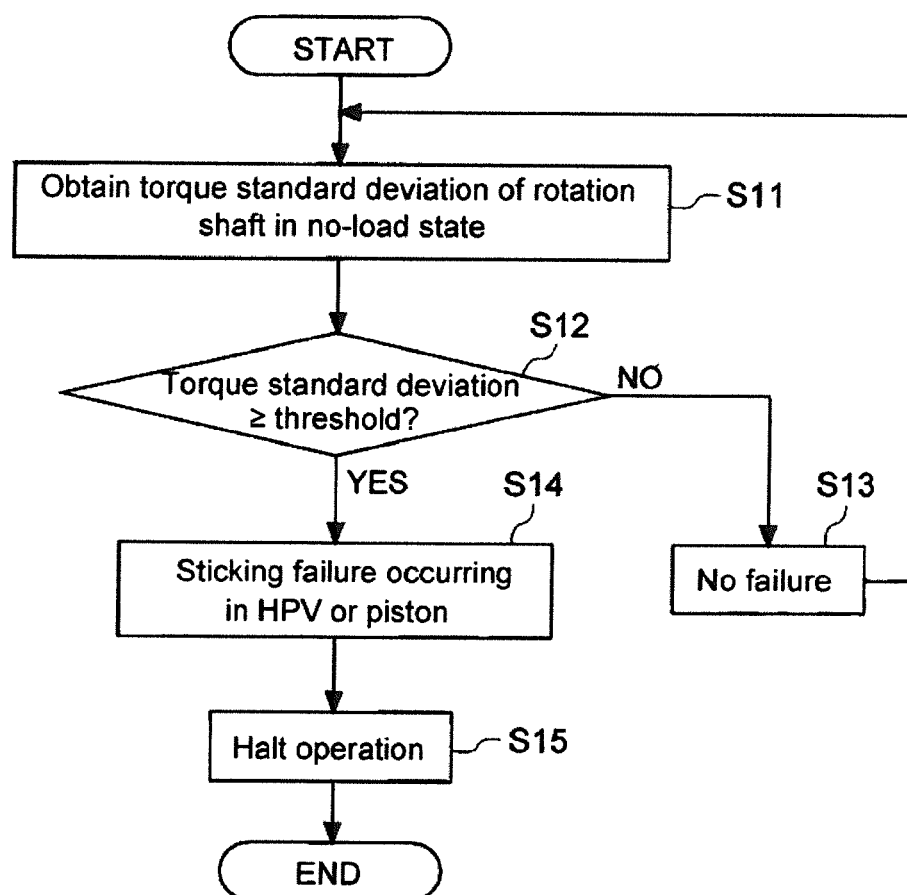 START
Obtain torque standard deviation of rotation
shaft in no-load state
S11
S12
Torque standard deviation
≥ threshold?
NO
YES
S14
S13
Sticking failure occurring
in HPV or piston
No failure
Halt operation
S15
END